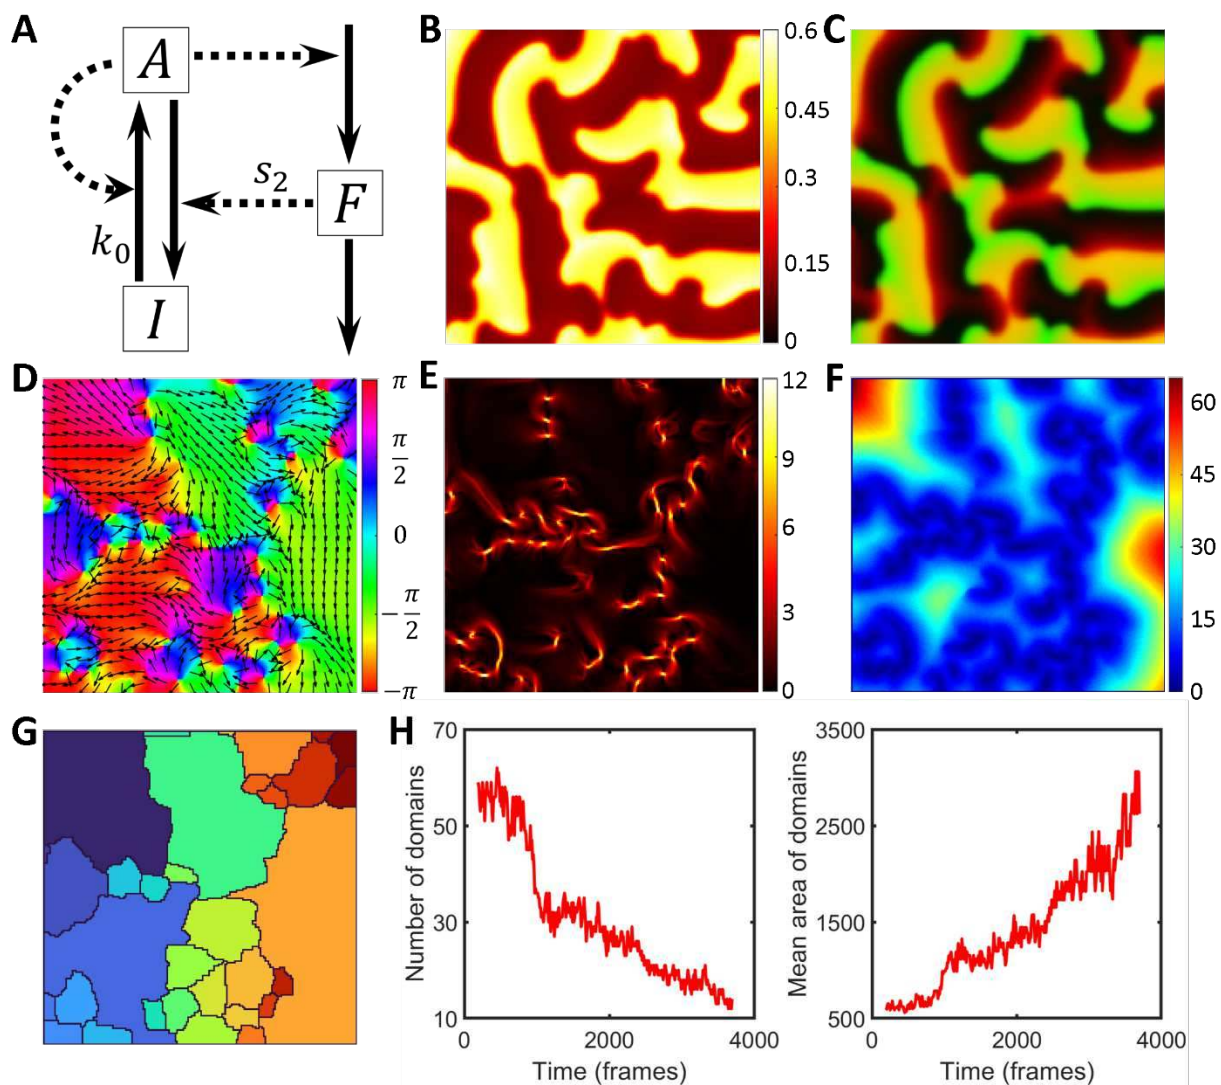 A
A
s₂
F
k₀
I
B
0.6
0.45
0.3
0.15
0
C
D
π
π/2
0
-π/2
-π
E
12
9
6
3
0
F
60
45
30
15
0
G
H
Number of domains
70
50
30
10
0
2000
4000
Time (frames)
Mean area of domains
3500
2500
1500
500
0
2000
4000
Time (frames)